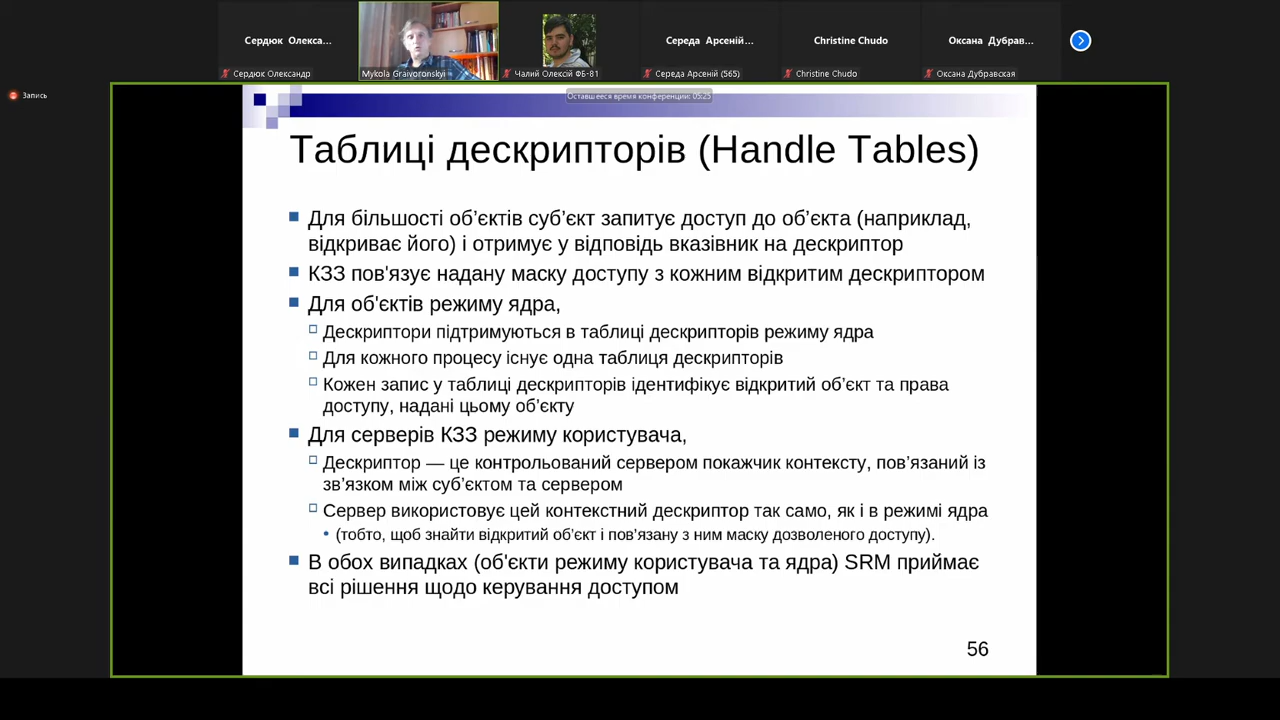 Сердюк Олекса...
Середа Арсеній...
Christine Chudo
Оксана Дубрав...
Сердюк Олександр
Mykola Graivoronskyi
Чалий Олексій ФБ-81
Середа Арсеній (565)
Christine Chudo
Оксана Дубравская
Запись
Оставшееся время конференции: 05:25
Таблиці дескрипторів (Handle Tables)
Для більшості об’єктів суб’єкт запитує доступ до об’єкта (наприклад,
відкриває його) і отримує у відповідь вказівник на дескриптор
КЗЗ пов'язує надану маску доступу з кожним відкритим дескриптором
Для об'єктів режиму ядра,
Дескриптори підтримуються в таблиці дескрипторів режиму ядра
Для кожного процесу існує одна таблиця дескрипторів
Кожен запис у таблиці дескрипторів ідентифікує відкритий об’єкт та права
доступу, надані цьому об’єкту
Для серверів КЗЗ режиму користувача,
Дескриптор — це контрольований сервером покажчик контексту, пов’язаний із
зв’язком між суб’єктом та сервером
Сервер використовує цей контекстний дескриптор так само, як і в режимі ядра
(тобто, щоб знайти відкритий об'єкт і пов'язану з ним маску дозволеного доступу).
В обох випадках (об'єкти режиму користувача та ядра) SRM приймає
всі рішення щодо керування доступом
56